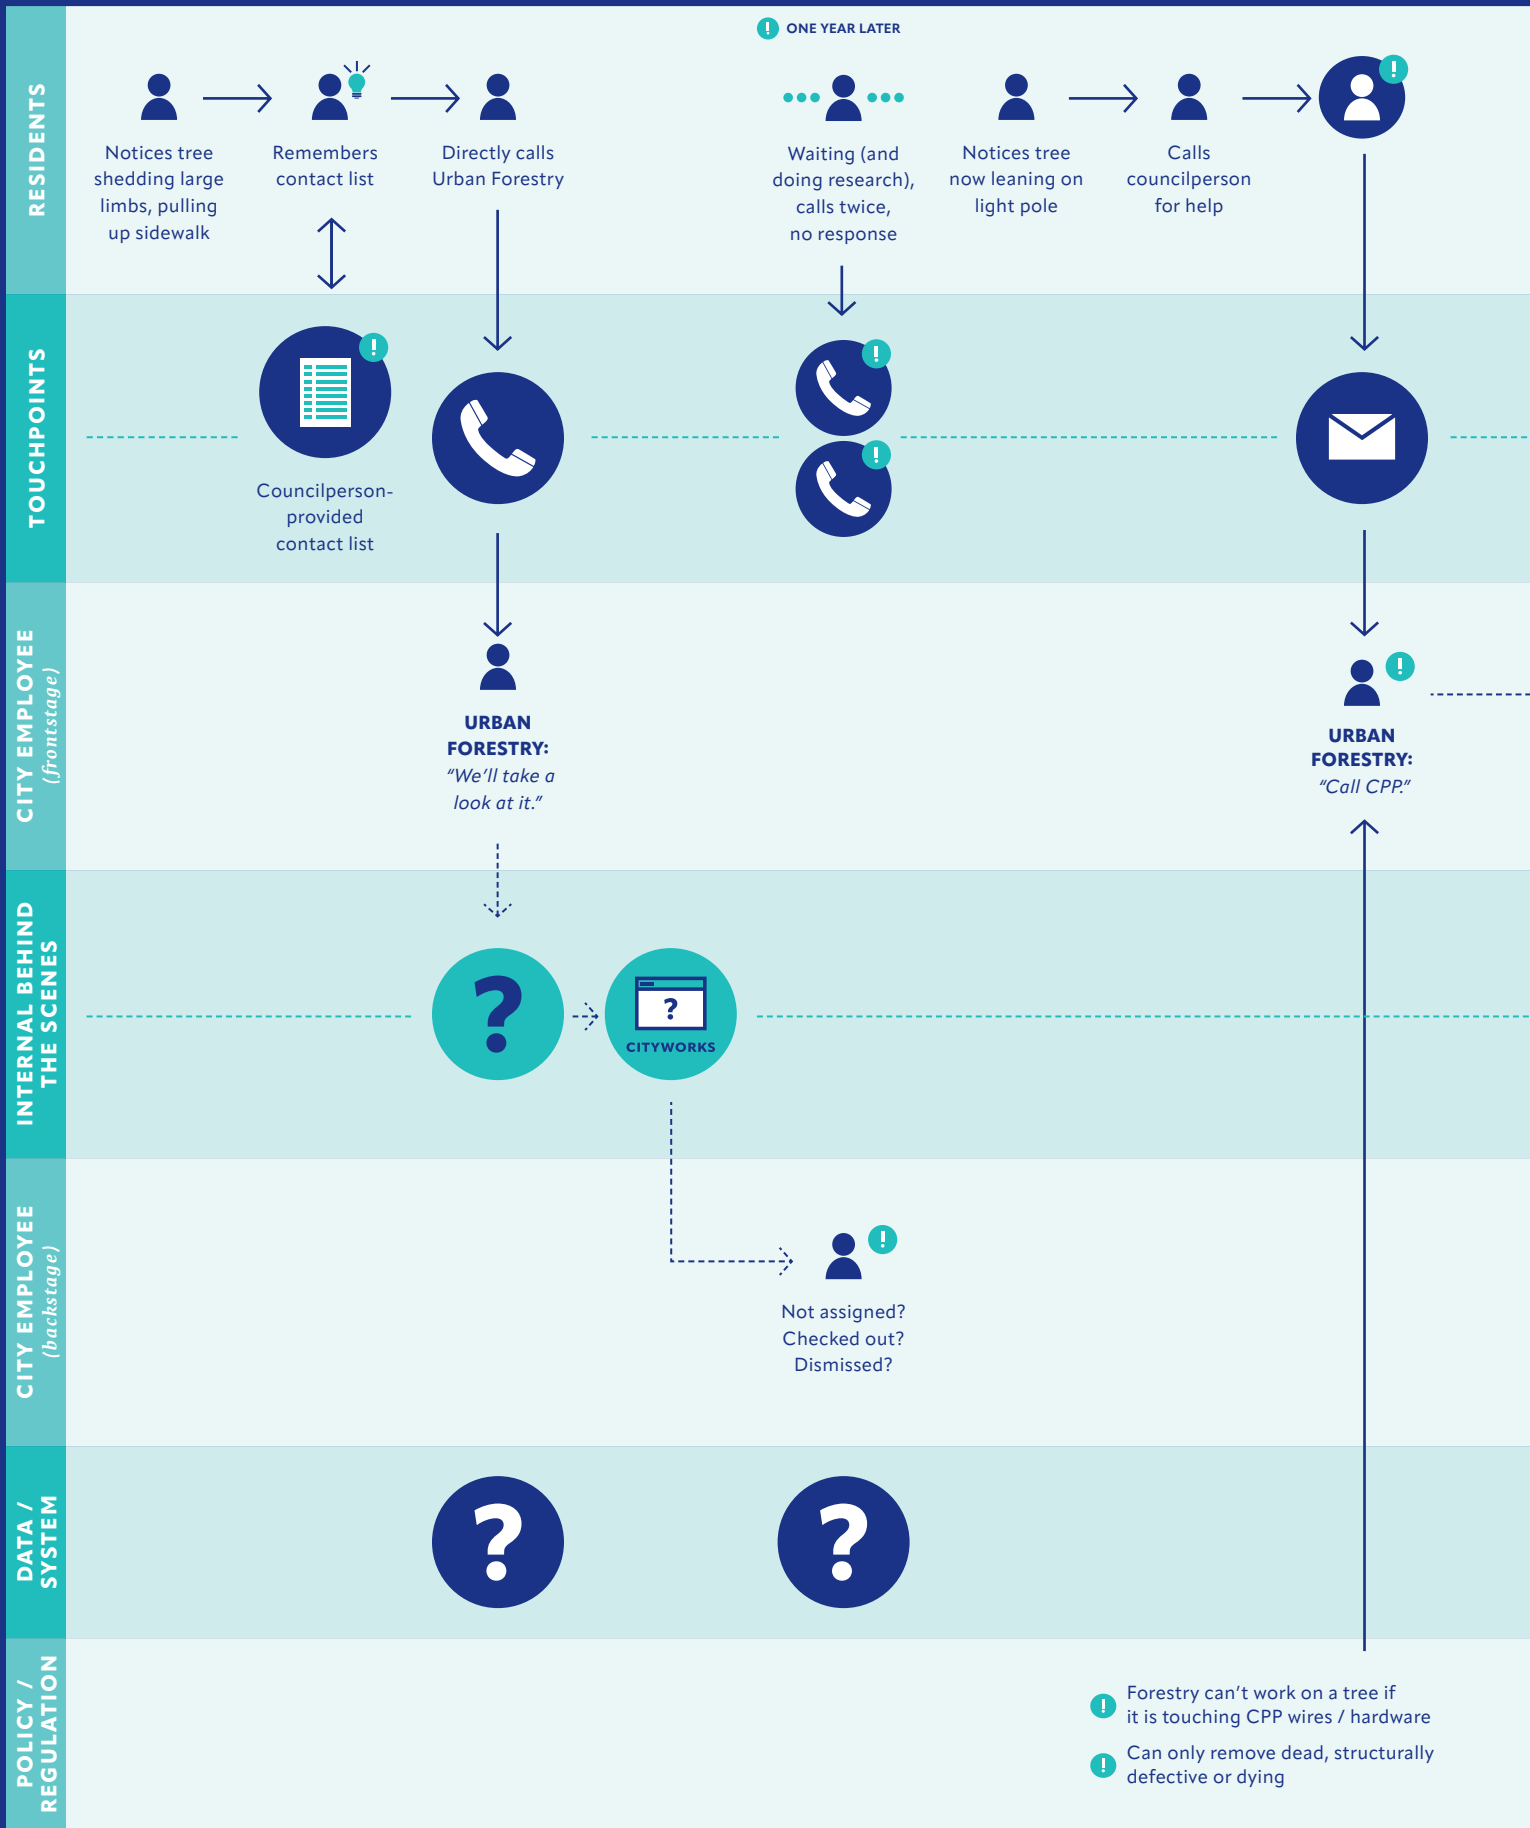 ! ONE YEAR LATER
RESIDENTS
Notices tree
shedding large
limbs, pulling
up sidewalk
Remembers
contact list
Directly calls
Urban Forestry
Waiting (and
doing research),
calls twice,
no response
Notices tree
now leaning on
light pole
Calls
councilperson
for help
!
TOUCHPOINTS
!
Councilperson-
provided
contact list
!
!
CITY EMPLOYEE
(frontstage)
URBAN
FORESTRY:
“We’ll take a
look at it.”
!
URBAN
FORESTRY:
“Call CPP.”
INTERNAL BEHIND
THE SCENES
?
?
CITYWORKS
CITY EMPLOYEE
(backstage)
!
Not assigned?
Checked out?
Dismissed?
DATA /
SYSTEM
?
?
POLICY /
REGULATION
! Forestry can’t work on a tree if
it is touching CPP wires / hardware
! Can only remove dead, structurally
defective or dying